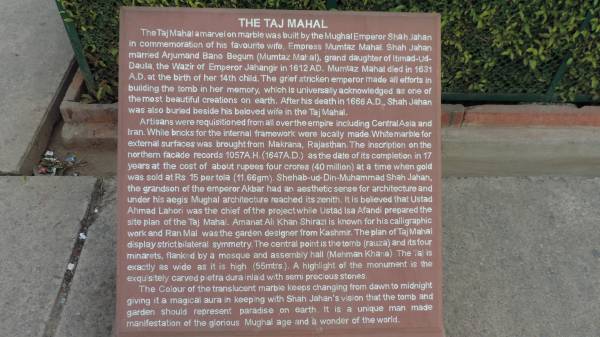 THE TAJ MAHAL
The Taj Mahal a marvel on marble was built by the Mughal Emperor Shah Jahan
in commemoration of his favourite wife, Empress Mumtaz Mahal. Shah Jahan
married Arjumand Bano Begum (Mumtaz Mahal), grand daughter of Itimad-Ud-
Daula, the Wazir of Emperor Jahangir in 1612 AD. Mumtaz Mahal died in 1631
A.D. at the birth of her 14th child. The grief stricken emperor made all efforts in
building the tomb in her memory, which is universally acknowledged as one of
the most beautiful creations on earth. After his death in 1666 A.D., Shah Jahan
was also buried beside his beloved wife in the Taj Mahal.
Artisans were requisitioned from all over the empire including Central Asia and
Iran. While bricks for the internal framework were locally made. White marble for
external surfaces was brought from Makrana, Rajasthan. The inscription on the
northern facade records 1057A.H. (1647A.D.) as the date of its completion in 17
years at the cost of about rupees four crores (40 million) at a time when gold
was sold at Rs. 15 per tola (11.66gm). Shehab-ud-Din-Muhammad Shah Jahan,
the grandson of the emperor Akbar had an aesthetic sense for architecture and
under his aegis Mughal architecture reached its zenith. It is believed that Ustad
Ahmad Lahori was the chief of the project while Ustad Isa Afandi prepared the
site plan of the Taj Mahal. Amanat Ali Khan Shirazi is known for his calligraphic
work and Ran Mal was the garden designer from Kashmir. The plan of Taj Mahal
display strict bilateral symmetry. The central point is the tomb (rauza) and its four
minarets, flanked by a mosque and assembly hall (Mehman Khana). The Taj is
exactly as wide as it is high (55mtrs.). A highlight of the monument is the
exquisitely carved pietra dura inlaid with semi precious stones.
The Colour of the translucent marble keeps changing from dawn to midnight
giving it a magical aura in keeping with Shah Jahan's vision that the tomb and
garden should represent paradise on earth. It is a unique man made
manifestation of the glorious Mughal age and a wonder of the world.